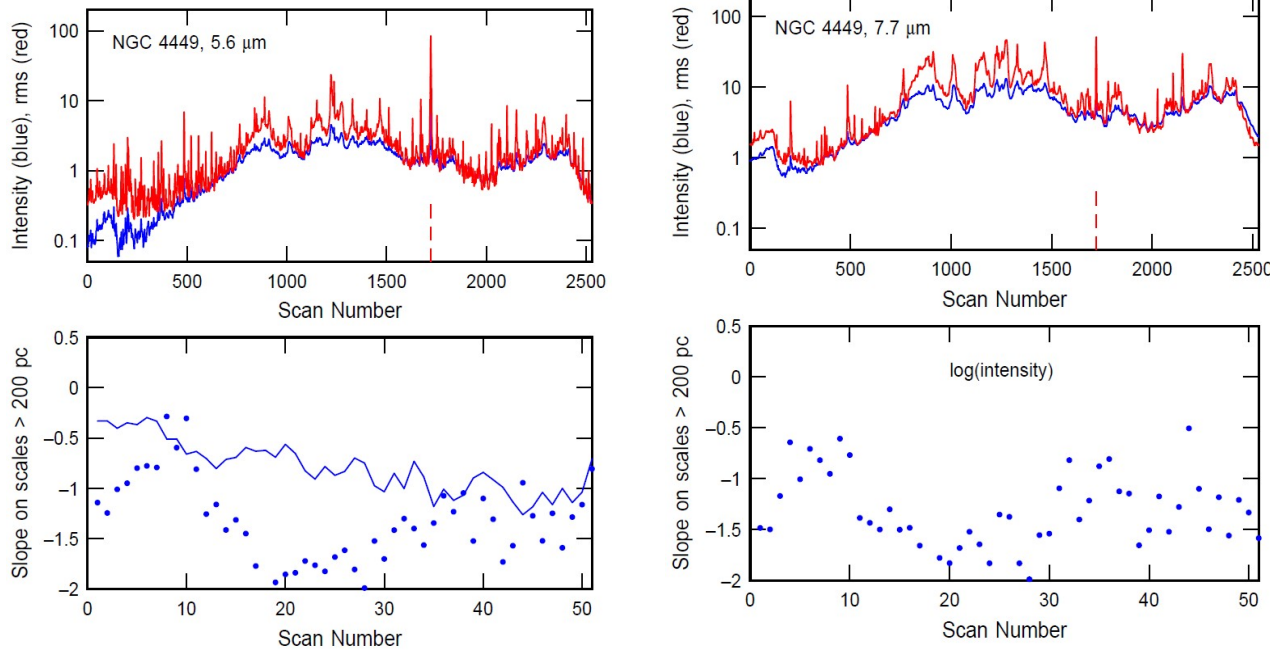 Intensity (blue), rms (red)
100
10
1
0.1
NGC 4449, 5.6 μm
0 500 1000 1500 2000 2500
Scan Number
Intensity (blue), rms (red)
100
10
1
0.1
NGC 4449, 7.7 μm
0 500 1000 1500 2000 2500
Scan Number
Slope on scales > 200 pc
0.5
0
−0.5
−1
−1.5
−2
0 10 20 30 40 50
Scan Number
Slope on scales > 200 pc
0.5
0
−0.5
−1
−1.5
−2
log(intensity)
0 10 20 30 40 50
Scan Number